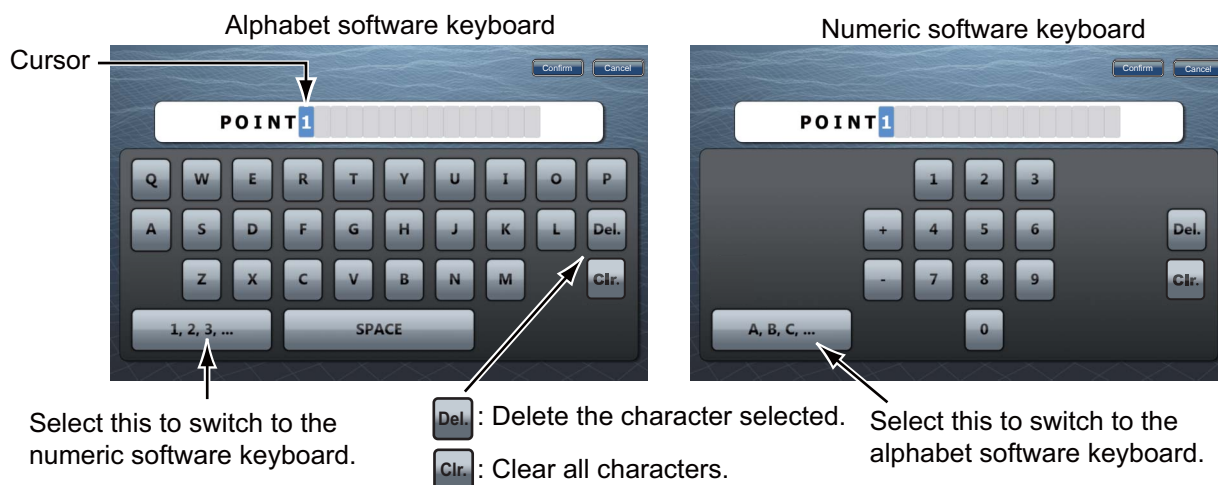 Alphabet software keyboard
Cursor
Confirm Cancel
POINT1
Q W E R T Y U I O P
A S D F G H J K L Del.
Z X C V B N M Clr.
1, 2, 3, ... SPACE
Select this to switch to the
numeric software keyboard.
Del. : Delete the character selected.
Clr. : Clear all characters.
Numeric software keyboard
Confirm Cancel
POINT1
1 2 3
+ 4 5 6 Del.
- 7 8 9 Clr.
A, B, C, ... 0
Select this to switch to the
alphabet software keyboard.